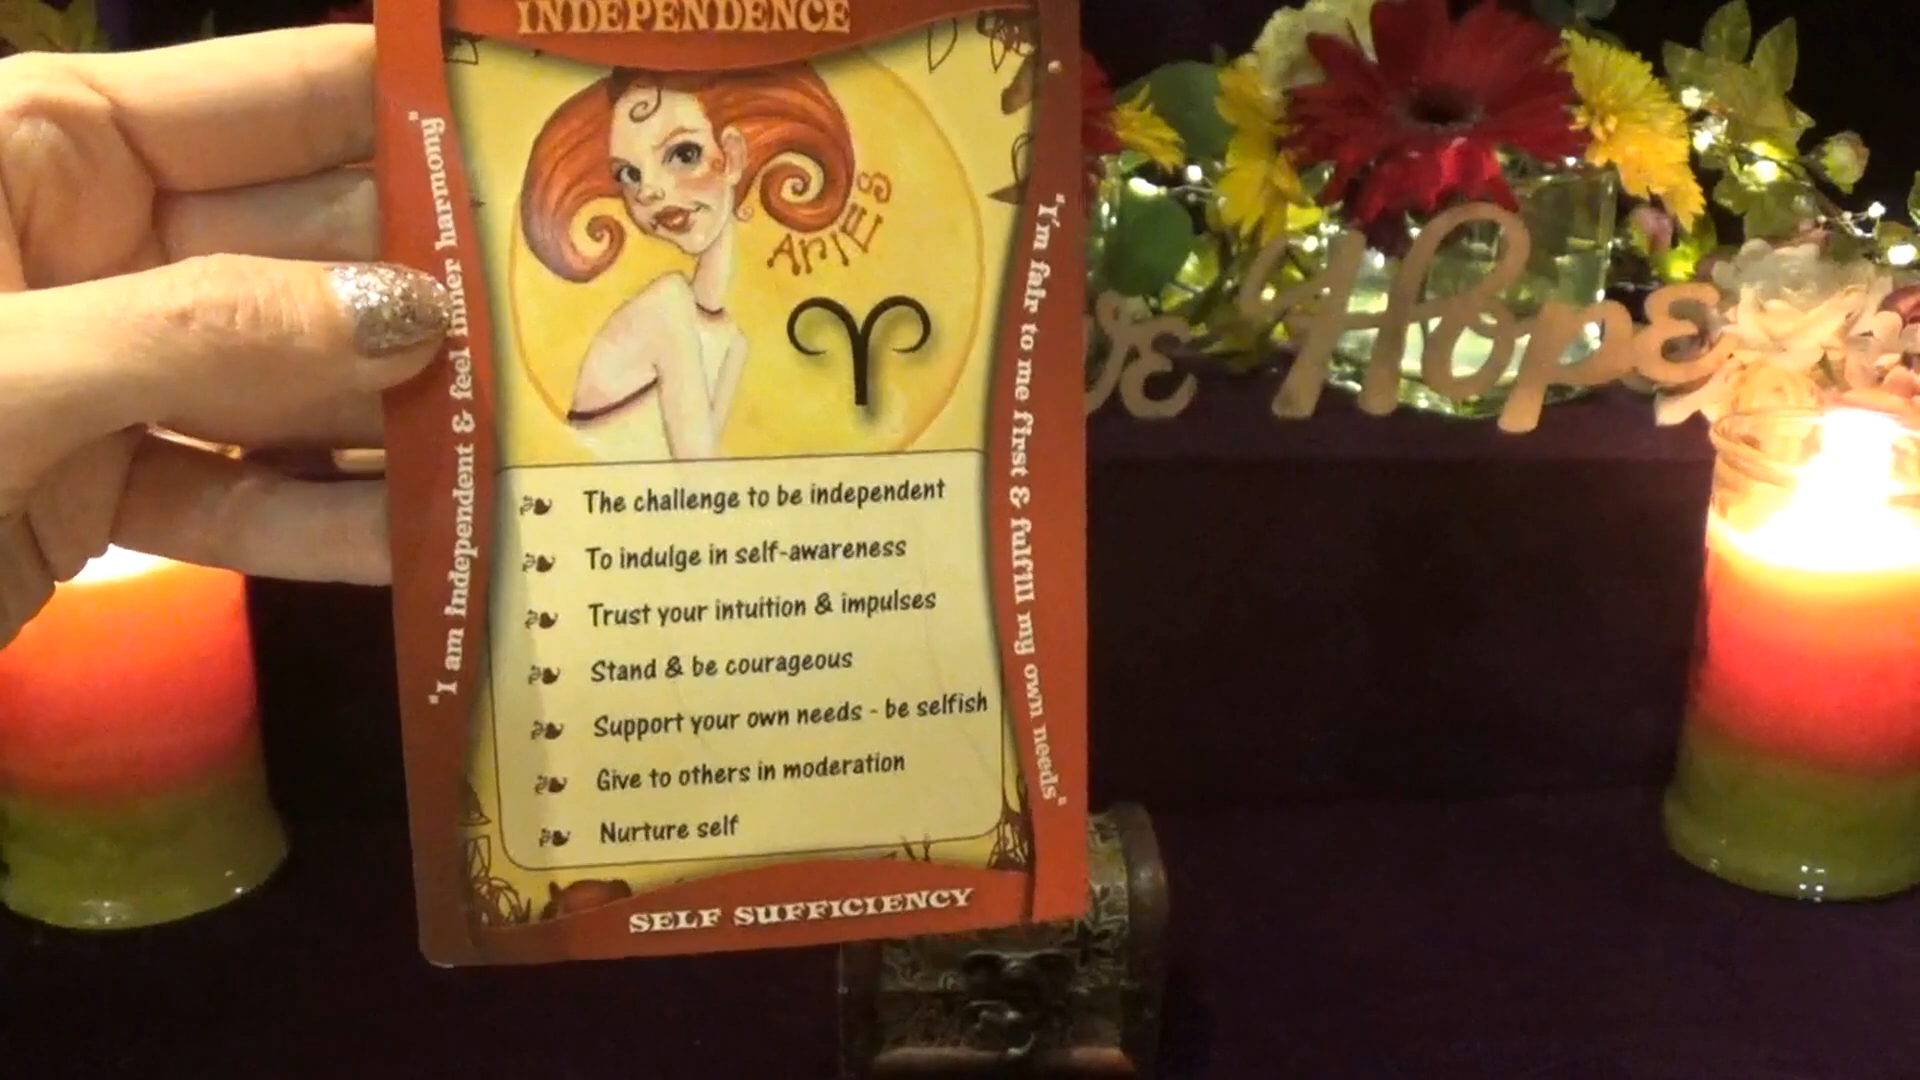 INDEPENDENCE
"I am independent & feel inner harmony"
AriES
"I'm fair to me first & fulfill my own needs"
The challenge to be independent
To indulge in self-awareness
Trust your intuition & impulses
Stand & be courageous
Support your own needs - be selfish
Give to others in moderation
Nurture self
SELF SUFFICIENCY
Hope